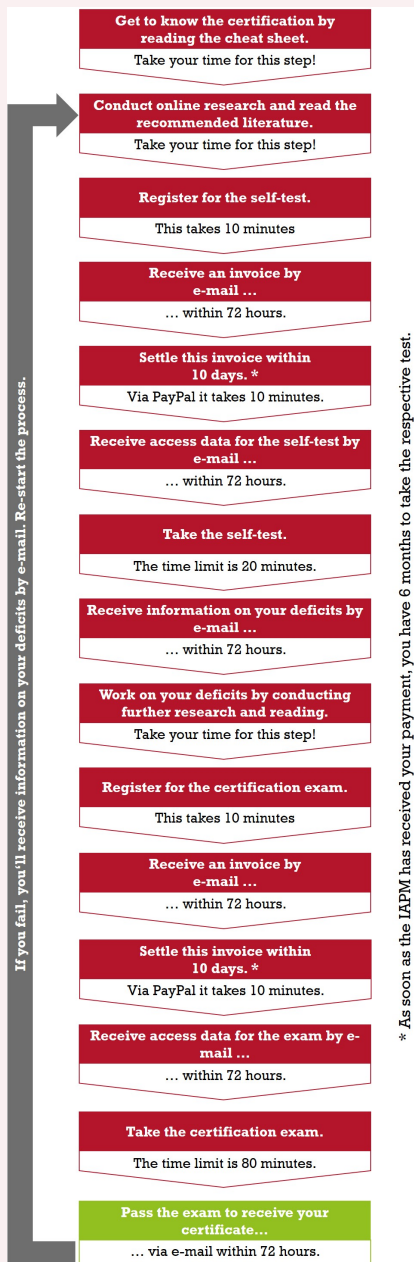 Get to know the certification by
reading the cheat sheet.
Take your time for this step!
Conduct online research and read the
recommended literature.
Take your time for this step!
Register for the self-test.
This takes 10 minutes
Receive an invoice by
e-mail ...
... within 72 hours.
Settle this invoice within
10 days. *
Via PayPal it takes 10 minutes.
Receive access data for the self-test by
e-mail ...
... within 72 hours.
Take the self-test.
The time limit is 20 minutes.
Receive information on your deficits by
e-mail ...
... within 72 hours.
Work on your deficits by conducting
further research and reading.
Take your time for this step!
Register for the certification exam.
This takes 10 minutes
Receive an invoice by
e-mail ...
... within 72 hours.
Settle this invoice within
10 days. *
Via PayPal it takes 10 minutes.
Receive access data for the exam by e-
mail ...
... within 72 hours.
Take the certification exam.
The time limit is 80 minutes.
Pass the exam to receive your
certificate...
... via e-mail within 72 hours.
If you fail, you'll receive information on your deficits by e-mail. Re-start the process.
* As soon as the IAPM has received your payment, you have 6 months to take the respective test.